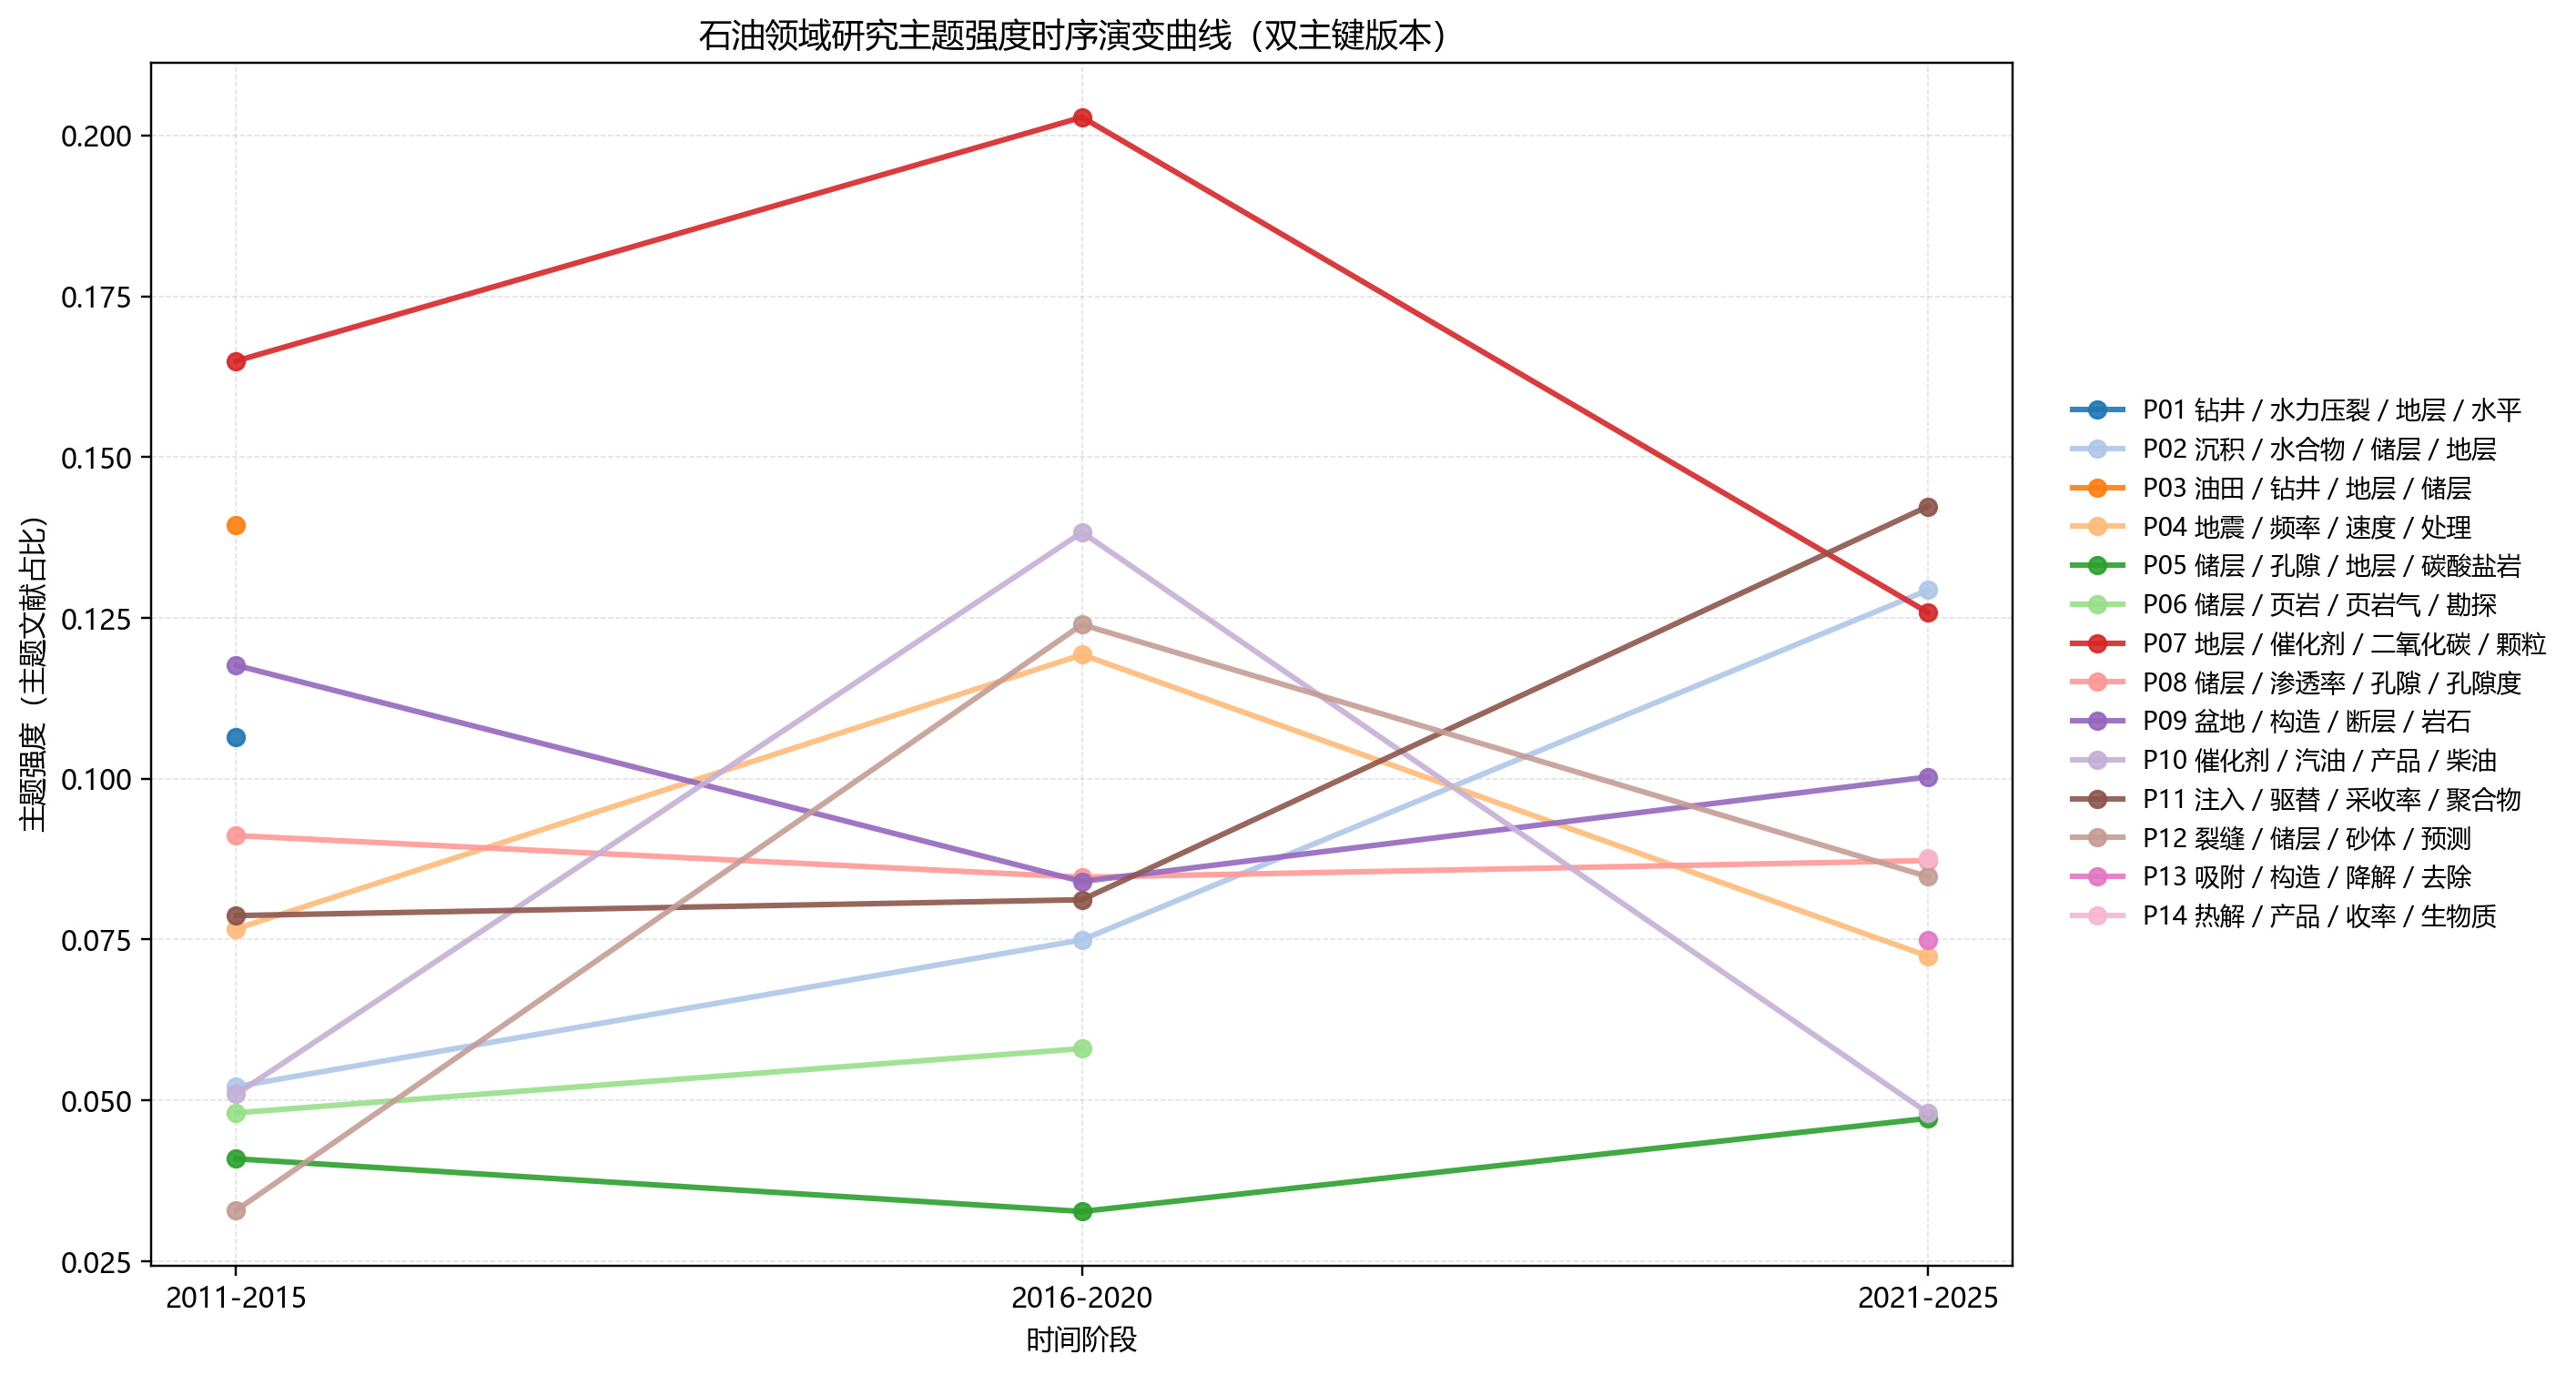 石油领域研究主题强度时序演变曲线（双主键版本）
主题强度（主题文献占比）
0.200
0.175
0.150
0.125
0.100
0.075
0.050
0.025
2011-2015
2016-2020
2021-2025
时间阶段
P01 钻井 / 水力压裂 / 地层 / 水平
P02 沉积 / 水合物 / 储层 / 地层
P03 油田 / 钻井 / 地层 / 储层
P04 地震 / 频率 / 速度 / 处理
P05 储层 / 孔隙 / 地层 / 碳酸盐岩
P06 储层 / 页岩 / 页岩气 / 勘探
P07 地层 / 催化剂 / 二氧化碳 / 颗粒
P08 储层 / 渗透率 / 孔隙 / 孔隙度
P09 盆地 / 构造 / 断层 / 岩石
P10 催化剂 / 汽油 / 产品 / 柴油
P11 注入 / 驱替 / 采收率 / 聚合物
P12 裂缝 / 储层 / 砂体 / 预测
P13 吸附 / 构造 / 降解 / 去除
P14 热解 / 产品 / 收率 / 生物质